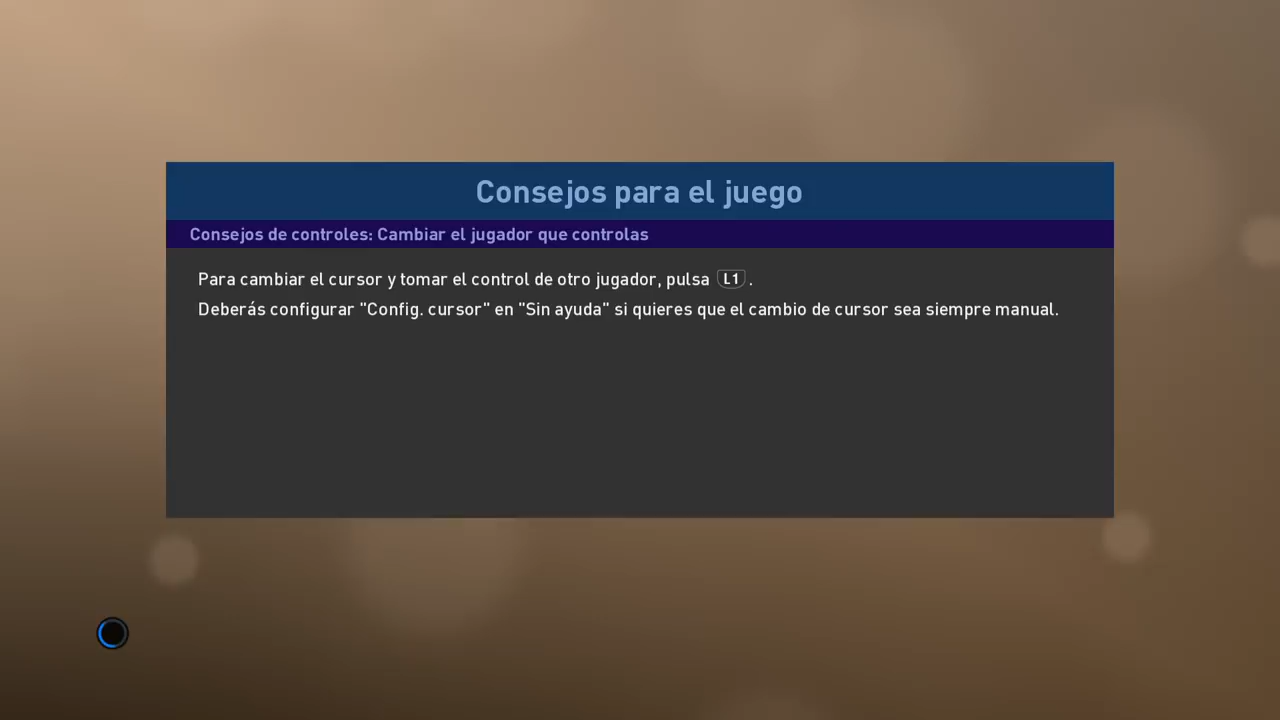 Consejos para el juego
Consejos de controles: Cambiar el jugador que controlas
Para cambiar el cursor y tomar el control de otro jugador, pulsa L1.
Deberás configurar "Config. cursor" en "Sin ayuda" si quieres que el cambio de cursor sea siempre manual.